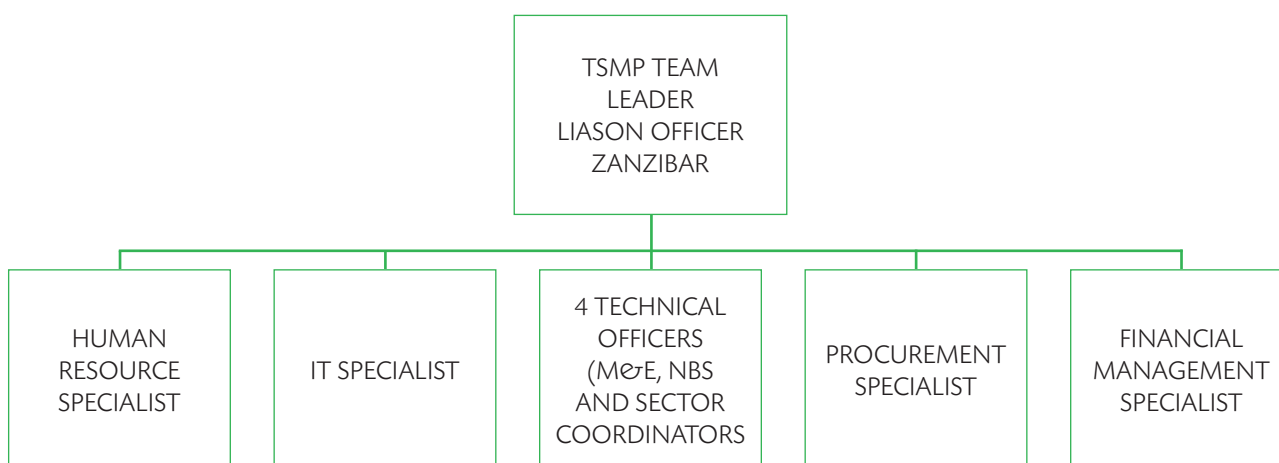 TSMP TEAM
LEADER
LIASON OFFICER
ZANZIBAR
HUMAN
RESOURCE
SPECIALIST
IT SPECIALIST
4 TECHNICAL
OFFICERS
(M&E, NBS
AND SECTOR
COORDINATORS
PROCUREMENT
SPECIALIST
FINANCIAL
MANAGEMENT
SPECIALIST